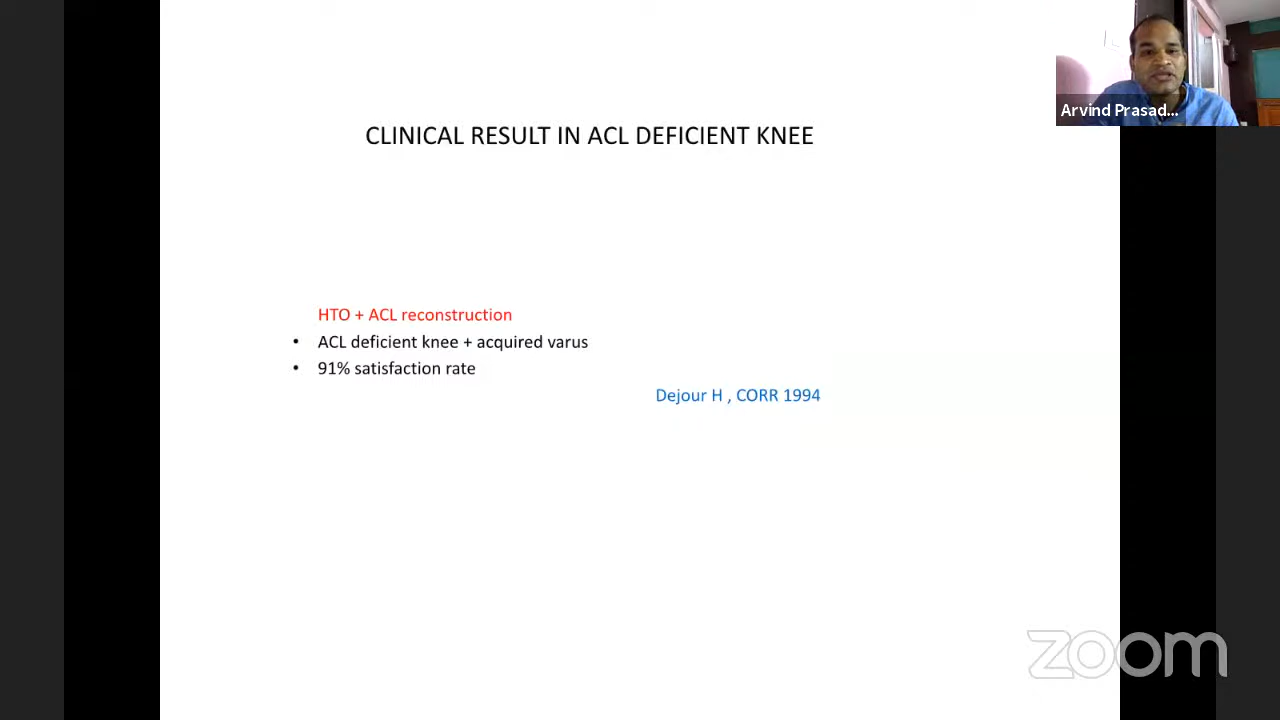 Arvind Prasad...
CLINICAL RESULT IN ACL DEFICIENT KNEE
HTO + ACL reconstruction
• ACL deficient knee + acquired varus
• 91% satisfaction rate
Dejour H , CORR 1994
zoom